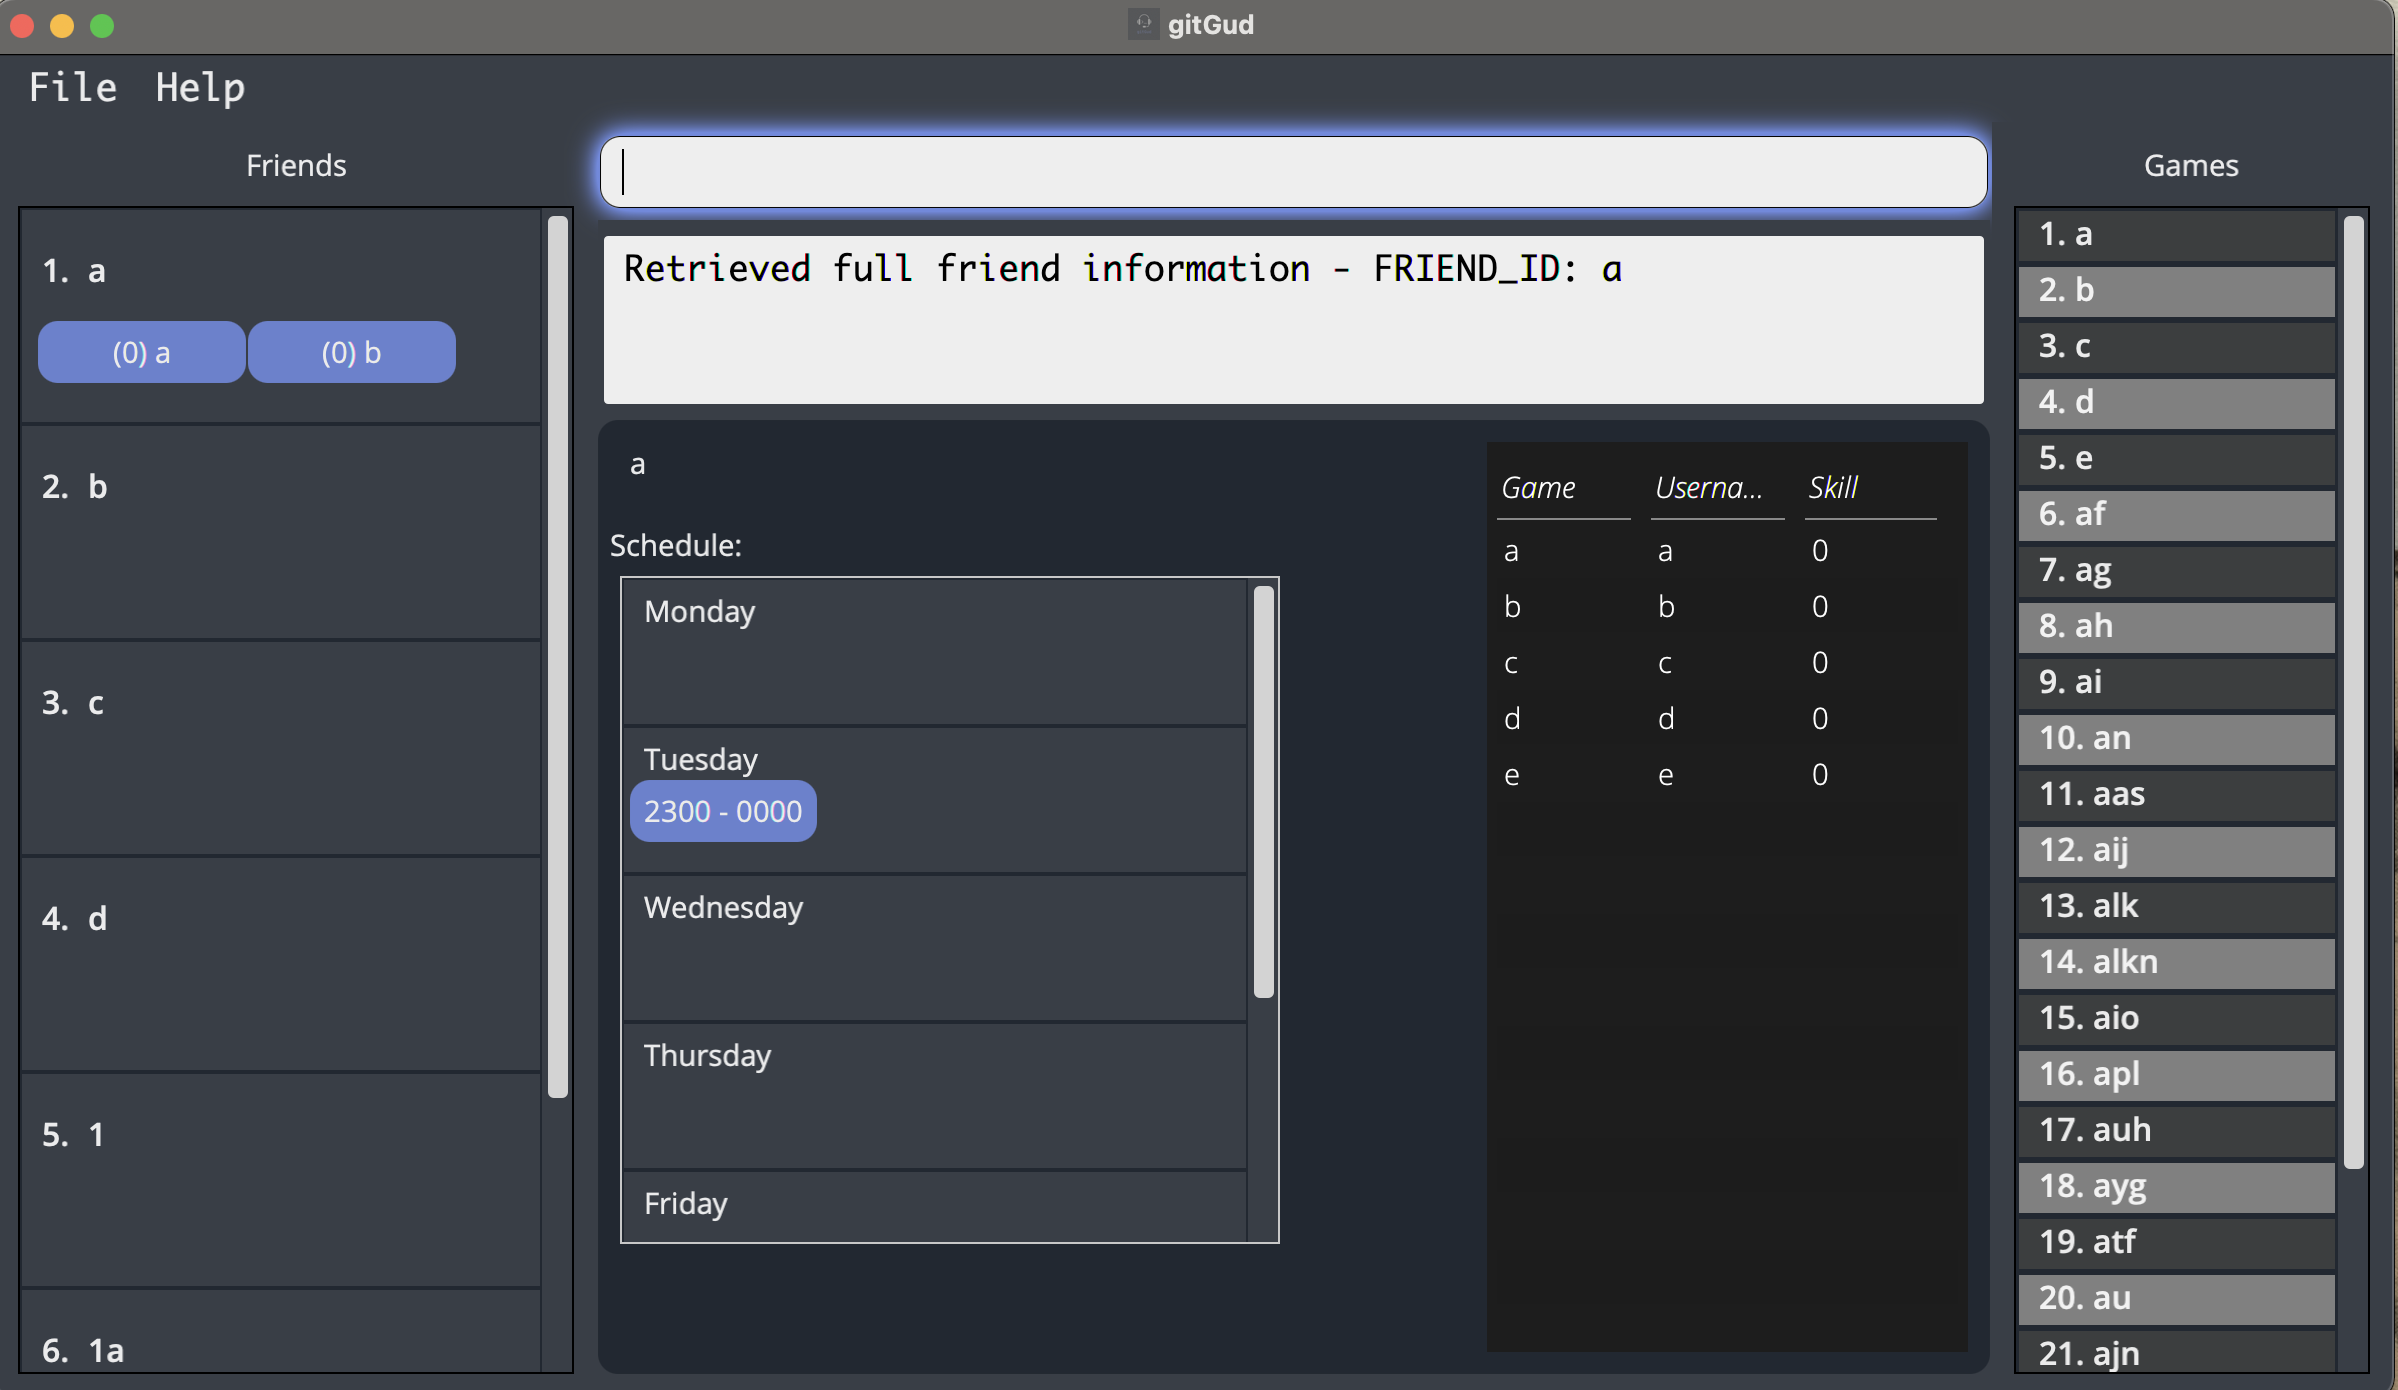 gitGud
File Help
Friends
1. a
(0) a (0) b
2. b
3. c
4. d
5. 1
6. 1a
Retrieved full friend information - FRIEND_ID: a
a
Schedule:
Monday
Tuesday
2300 - 0000
Wednesday
Thursday
Friday
Game Userna... Skill
a a 0
b b 0
c c 0
d d 0
e e 0
Games
1. a
2. b
3. c
4. d
5. e
6. af
7. ag
8. ah
9. ai
10. an
11. aas
12. aij
13. alk
14. alkn
15. aio
16. apl
17. auh
18. ayg
19. atf
20. au
21. ajn